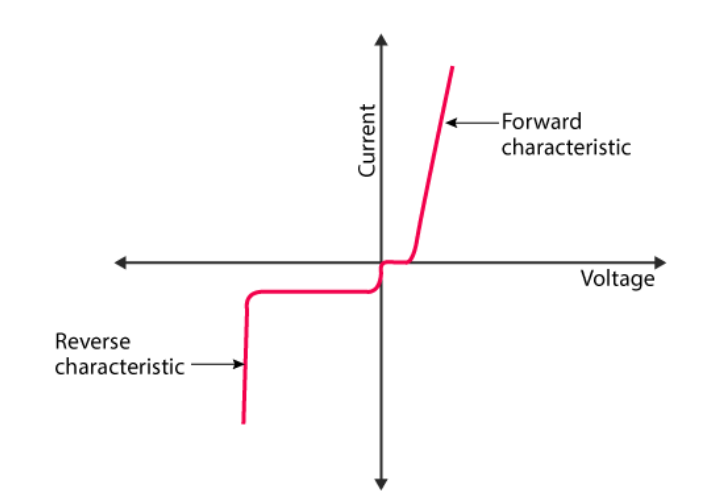 Current
Forward
characteristic
Voltage
Reverse
characteristic